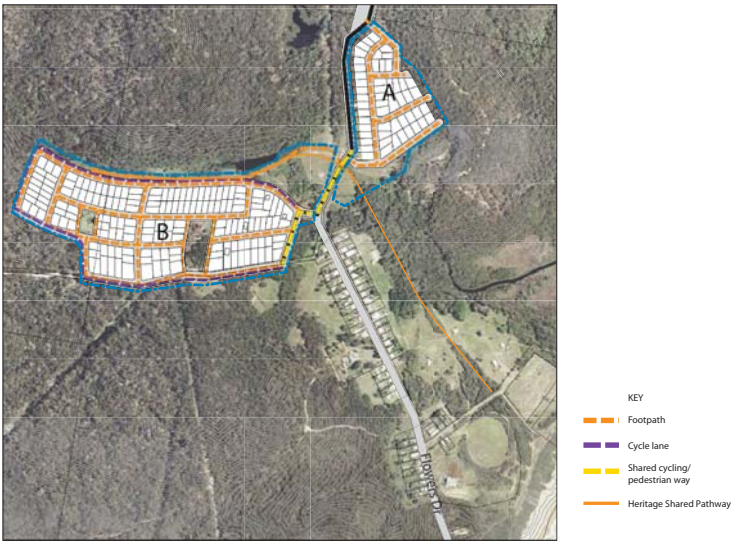 A
B
Flowers Dr
KEY
Footpath
Cycle lane
Shared cycling/
pedestrian way
Heritage Shared Pathway